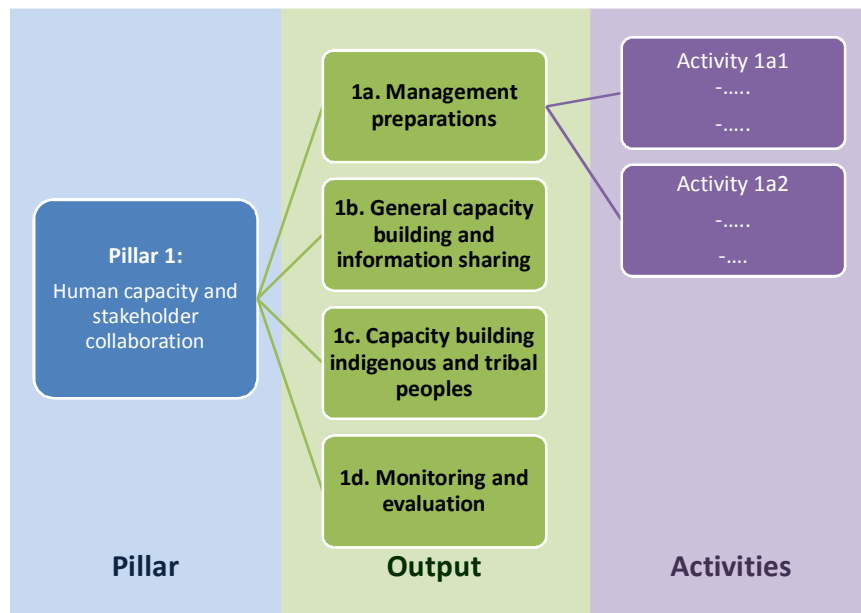 Pillar 1:
Human capacity and
stakeholder
collaboration
1a. Management
preparations
1b. General capacity
building and
information sharing
1c. Capacity building
indigenous and tribal
peoples
1d. Monitoring and
evaluation
Activity 1a1
-.....
-.....
Activity 1a2
-.....
-....
Pillar
Output
Activities